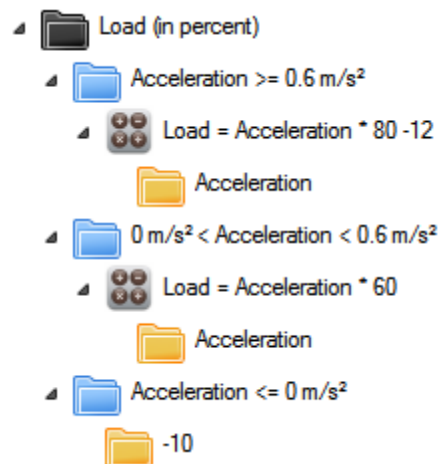 Load (in percent)
Acceleration >= 0.6 m/s²
Load = Acceleration * 80 -12
Acceleration
0 m/s² < Acceleration < 0.6 m/s²
Load = Acceleration * 60
Acceleration
Acceleration <= 0 m/s²
-10